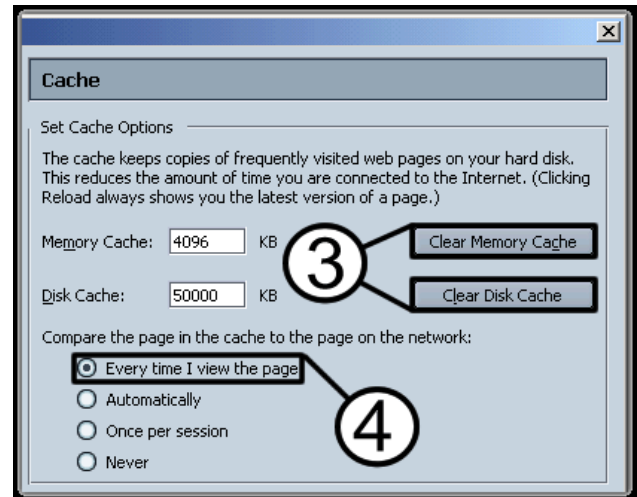 Cache
Set Cache Options
The cache keeps copies of frequently visited web pages on your hard disk.
This reduces the amount of time you are connected to the Internet. (Clicking
Reload always shows you the latest version of a page.)
Memory Cache: 4096 KB 3 Clear Memory Cache
Disk Cache: 50000 KB Clear Disk Cache
Compare the page in the cache to the page on the network:
Every time I view the page
Automatically
4
Once per session
Never